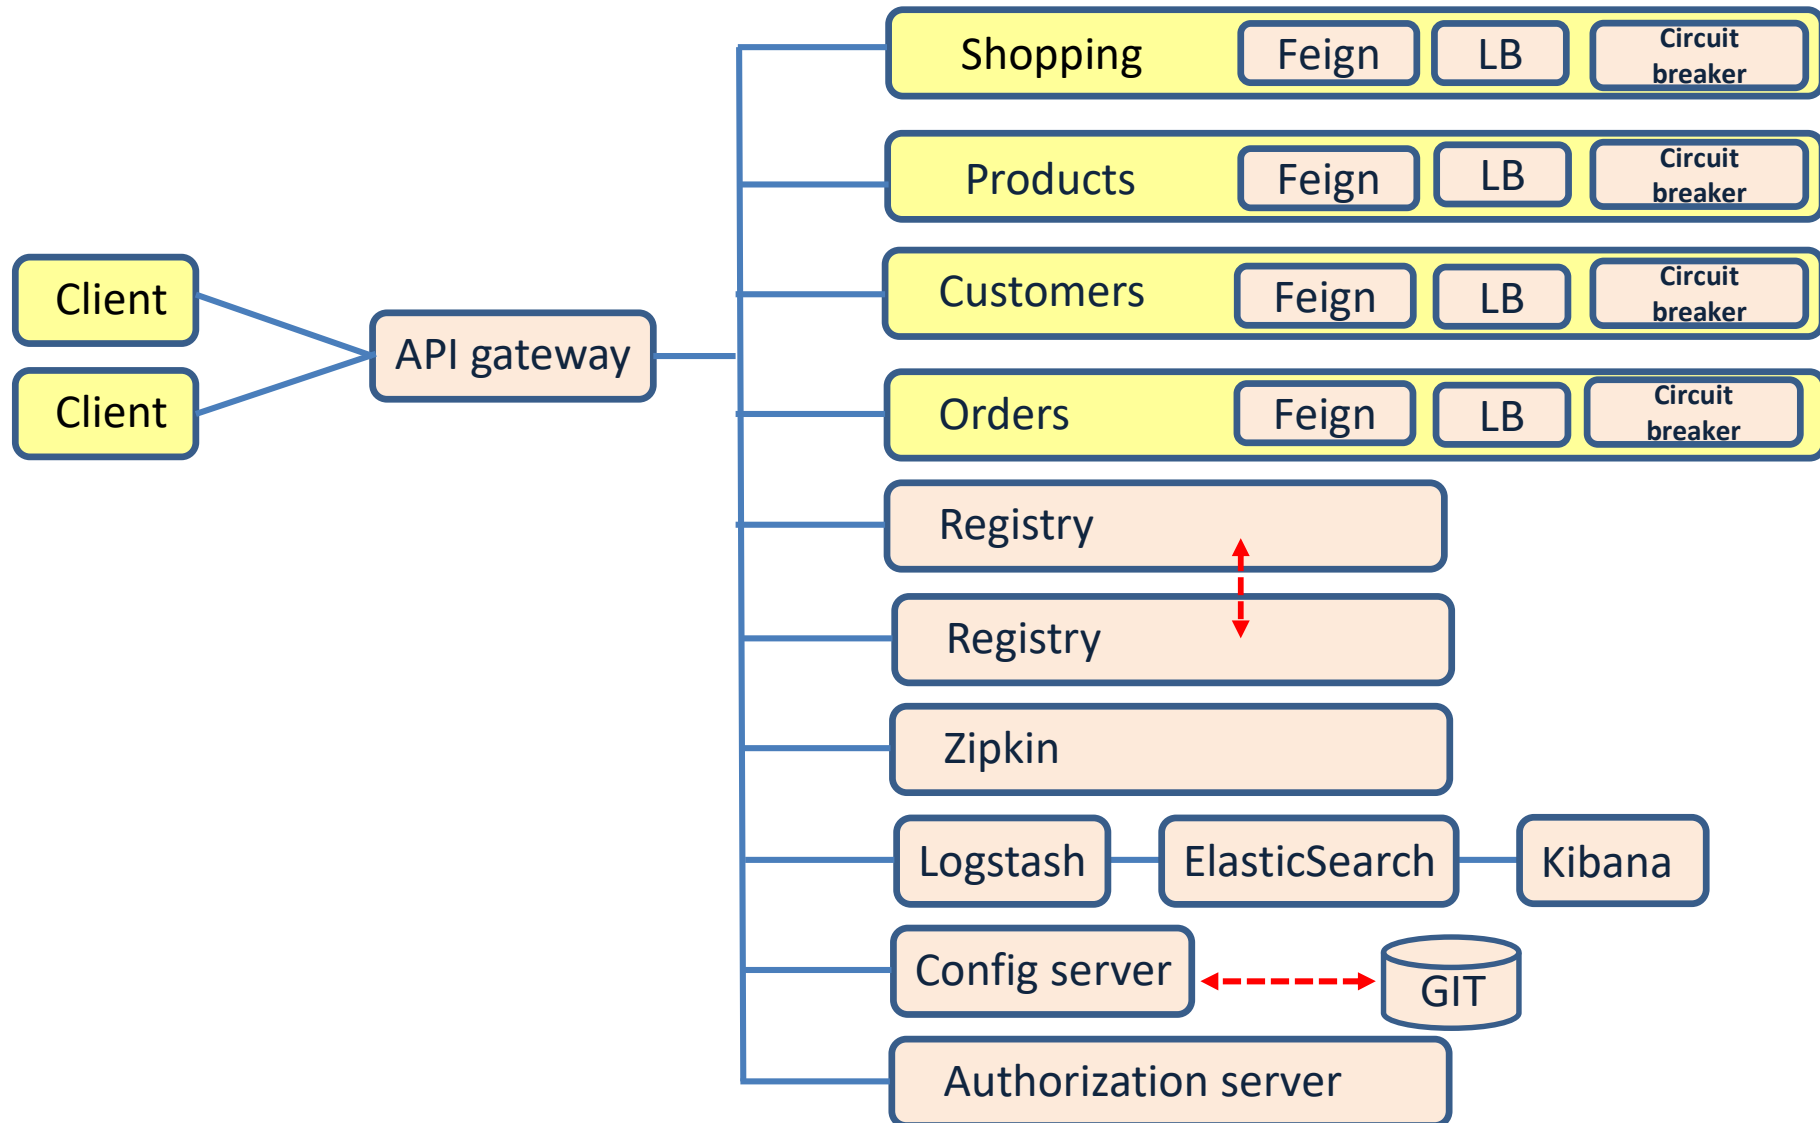 Shopping
Feign
LB
Circuit
breaker
Products
Feign
LB
Circuit
breaker
Client
Customers
Feign
LB
Circuit
breaker
API gateway
Client
Orders
Feign
LB
Circuit
breaker
Registry
Registry
Zipkin
Logstash
ElasticSearch
Kibana
Config server
GIT
Authorization server